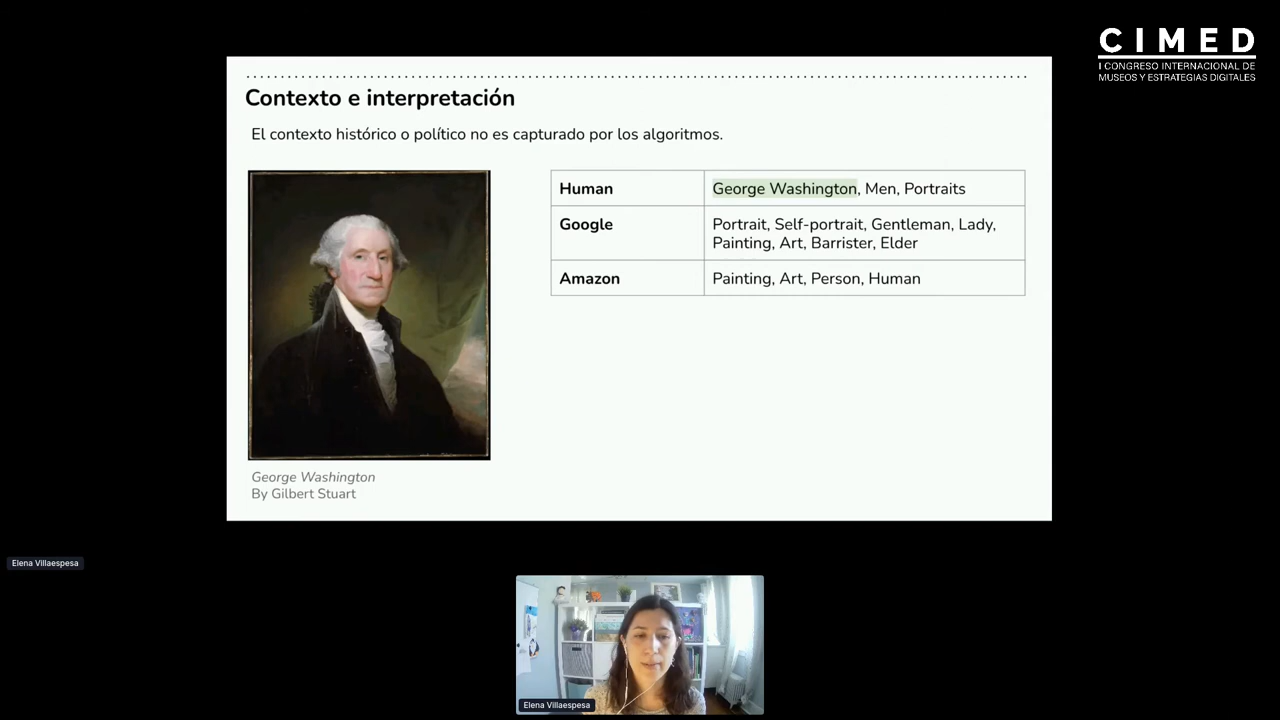 CIMED
I CONGRESO INTERNACIONAL DE
MUSEOS Y ESTRATEGIAS DIGITALES
Contexto e interpretación
El contexto histórico o político no es capturado por los algoritmos.
Human
George Washington, Men, Portraits
Google
Portrait, Self-portrait, Gentleman, Lady,
Painting, Art, Barrister, Elder
Amazon
Painting, Art, Person, Human
George Washington
By Gilbert Stuart
Elena Villaespesa
Elena Villaespesa